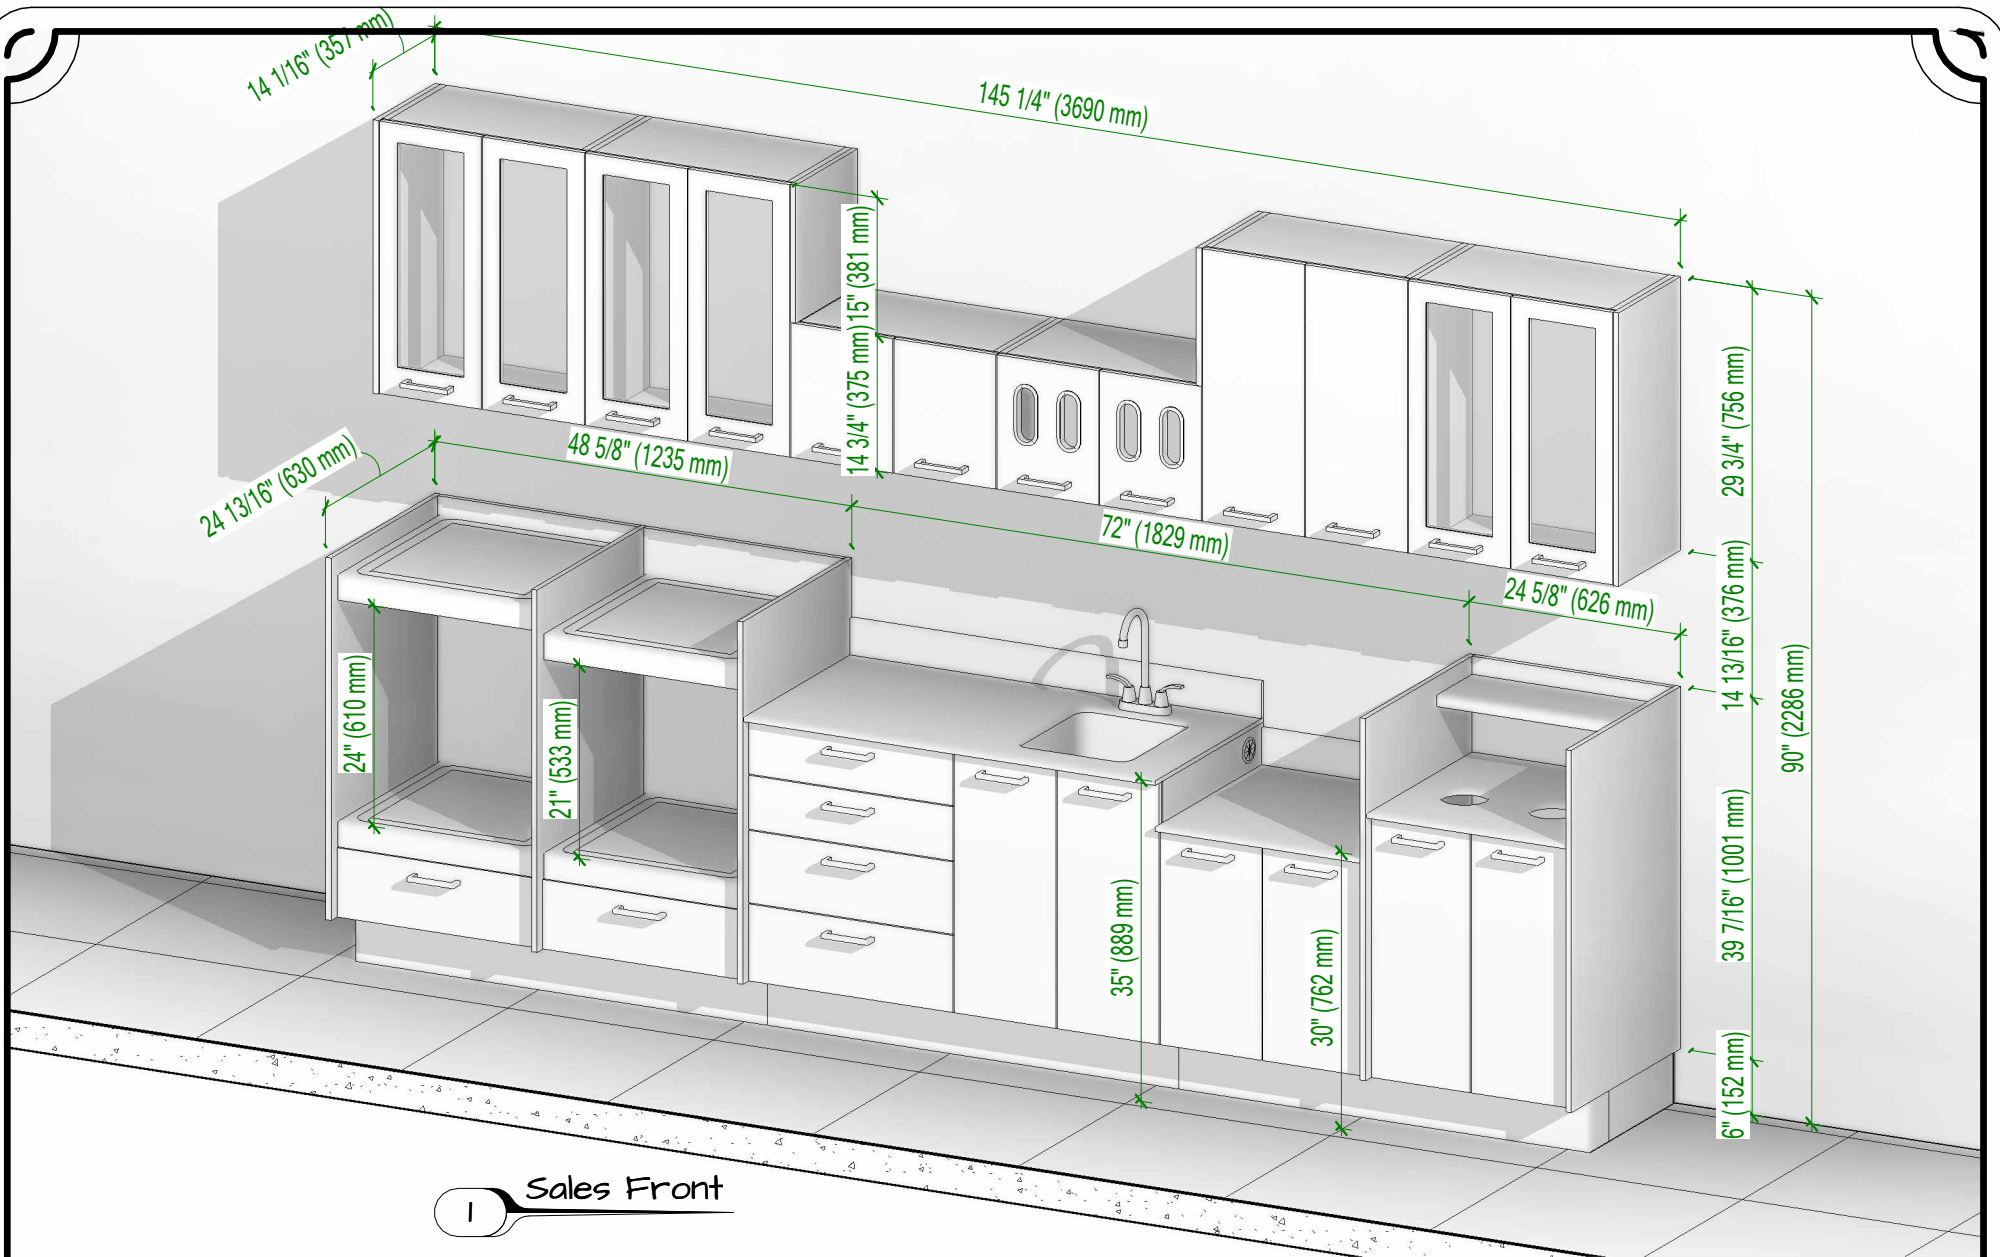 14 1/16" (357 mm)
145 1/4" (3690 mm)
15" (381 mm)
14 3/4" (375 mm)
29 3/4" (756 mm)
48 5/8" (1235 mm)
24 13/16" (630 mm)
72" (1829 mm)
24 5/8" (626 mm)
14 13/16" (376 mm)
90" (2286 mm)
24" (610 mm)
21" (533 mm)
39 7/16" (1001 mm)
35" (889 mm)
30" (762 mm)
6" (152 mm)
1
Sales Front